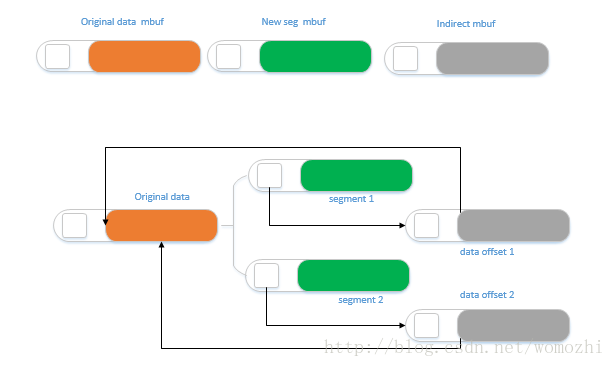 Original data mbuf
New seg mbuf
Indirect mbuf
Original data
segment 1
data offset 1
segment 2
data offset 2
http://blog.csdn.net/womozhi